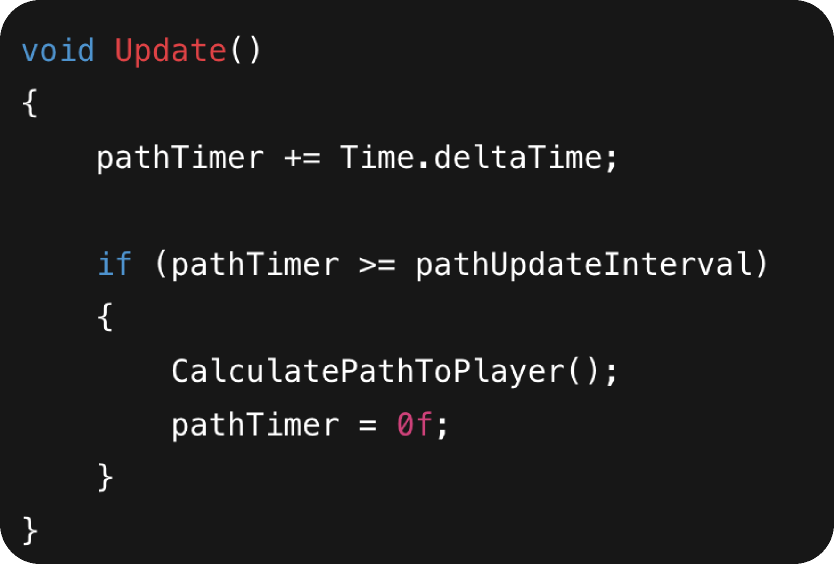 void Update()
{
    pathTimer += Time.deltaTime;
    if (pathTimer >= pathUpdateInterval)
    {
        CalculatePathToPlayer();
        pathTimer = 0f;
    }
}